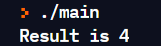 > ./main
Result is 4